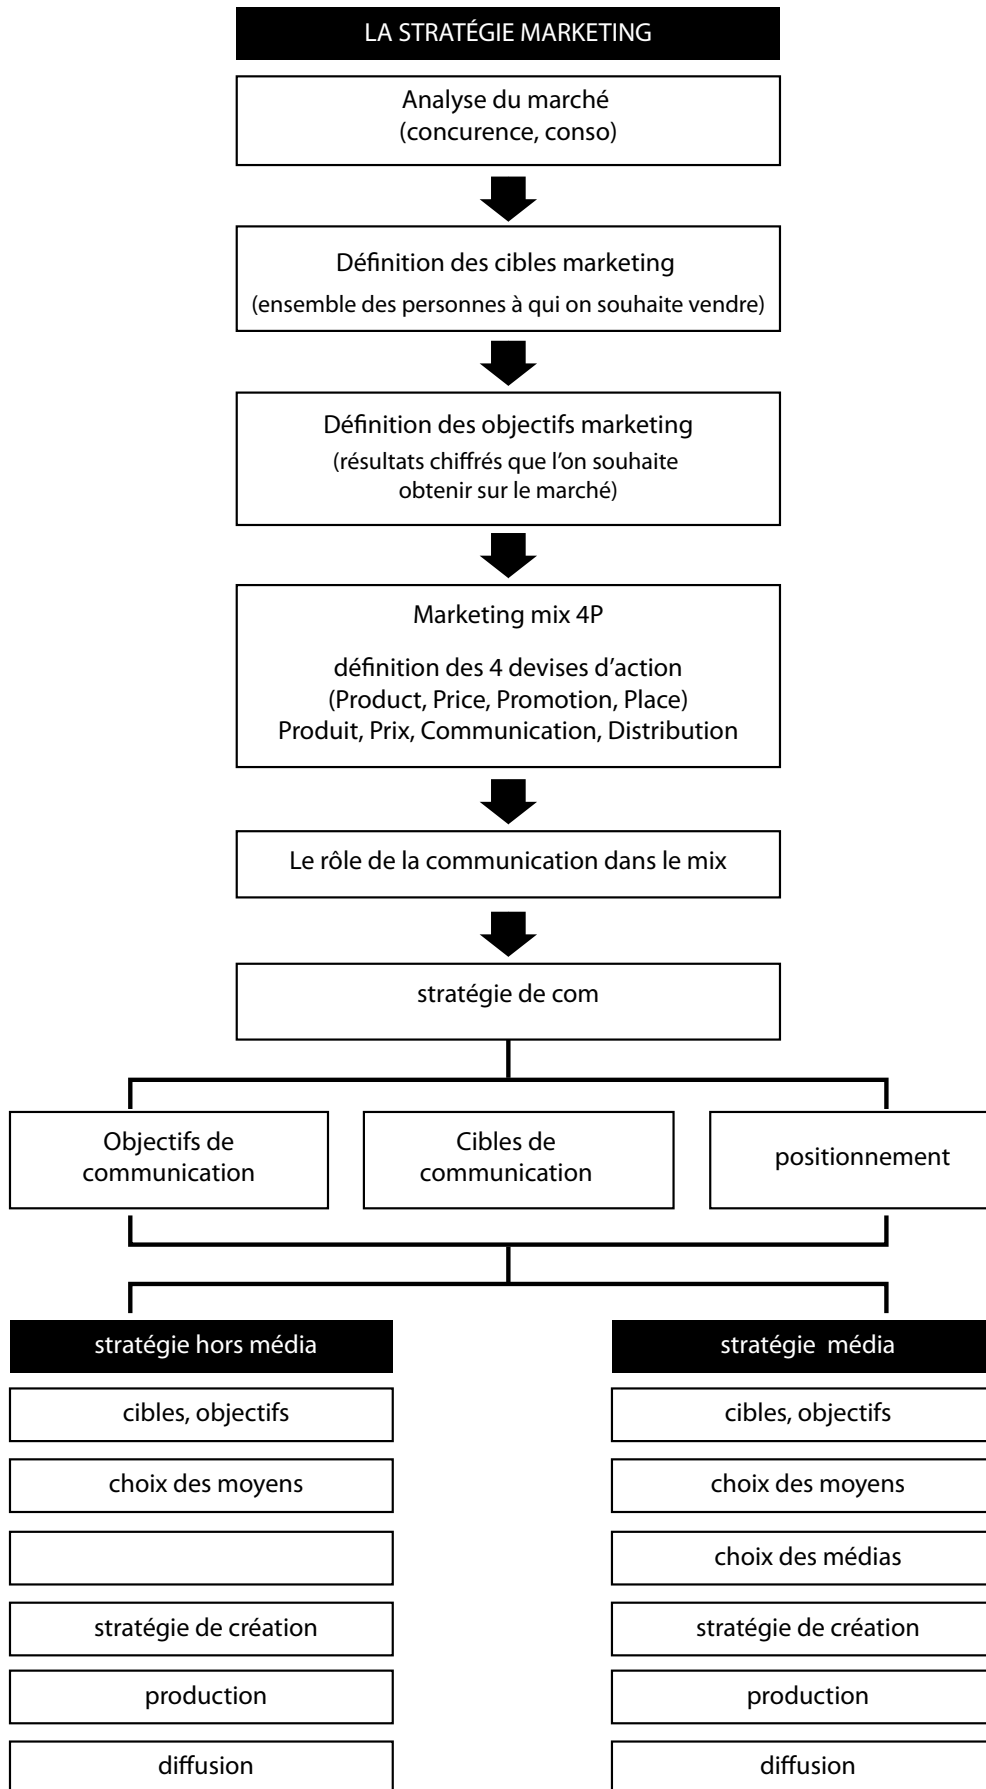 LA STRATÉGIE MARKETING
Analyse du marché
(concurence, conso)
Définition des cibles marketing
(ensemble des personnes à qui on souhaite vendre)
Définition des objectifs marketing
(résultats chiffrés que l'on souhaite
obtenir sur le marché)
Marketing mix 4P
définition des 4 devises d'action
(Product, Price, Promotion, Place)
Produit, Prix, Communication, Distribution
Le rôle de la communication dans le mix
stratégie de com
Objectifs de
communication
Cibles de
communication
positionnement
stratégie hors média
cibles, objectifs
choix des moyens
stratégie de création
production
diffusion
stratégie  média
cibles, objectifs
choix des moyens
choix des médias
stratégie de création
production
diffusion